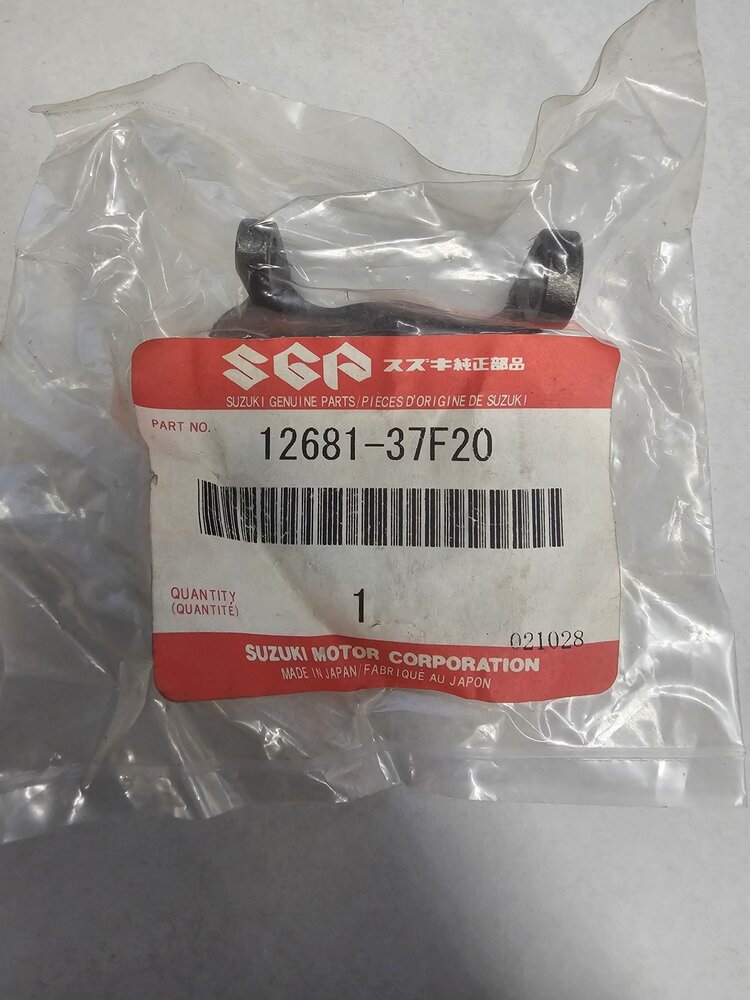 SGP スズキ純正部品
SUZUKI GENUINE PARTS/PIECES D'ORIGINE DE SUZUKI
PART NO.
12681-37F20
QUANTITY
(QUANTITÉ)
1
021028
SUZUKI MOTOR CORPORATION
MADE IN JAPAN/FABRIQUE AU JAPON